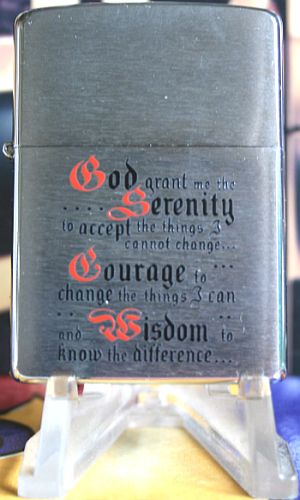 God grant me the
.... Serenity
to accept the things I
cannot change...
Courage to ...
change the things I can
.. and .. Wisdom to
know the difference....